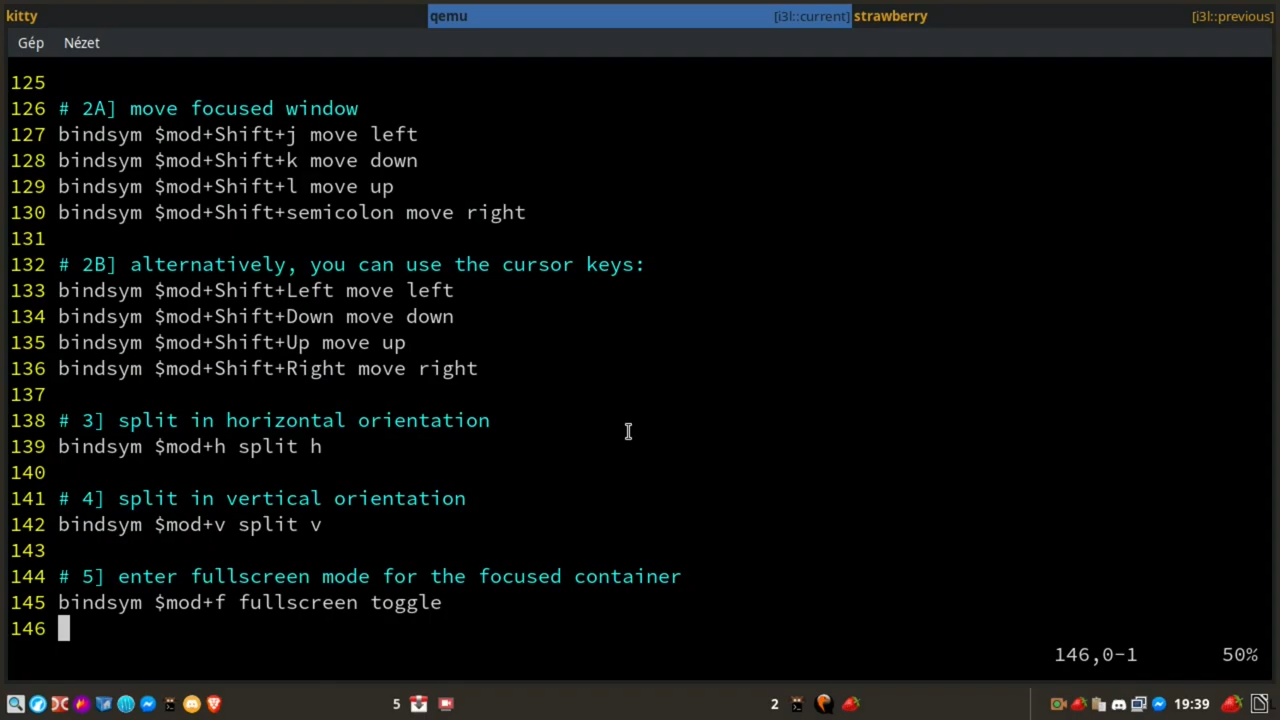 kitty qemu [i3l::current] strawberry [i3l::previous]
Gép Nézet
125
126 # 2A] move focused window
127 bindsym $mod+Shift+j move left
128 bindsym $mod+Shift+k move down
129 bindsym $mod+Shift+l move up
130 bindsym $mod+Shift+semicolon move right
131
132 # 2B] alternatively, you can use the cursor keys:
133 bindsym $mod+Shift+Left move left
134 bindsym $mod+Shift+Down move down
135 bindsym $mod+Shift+Up move up
136 bindsym $mod+Shift+Right move right
137
138 # 3] split in horizontal orientation
139 bindsym $mod+h split h
140
141 # 4] split in vertical orientation
142 bindsym $mod+v split v
143
144 # 5] enter fullscreen mode for the focused container
145 bindsym $mod+f fullscreen toggle
146
146,0-1 50%
5 2 19:39